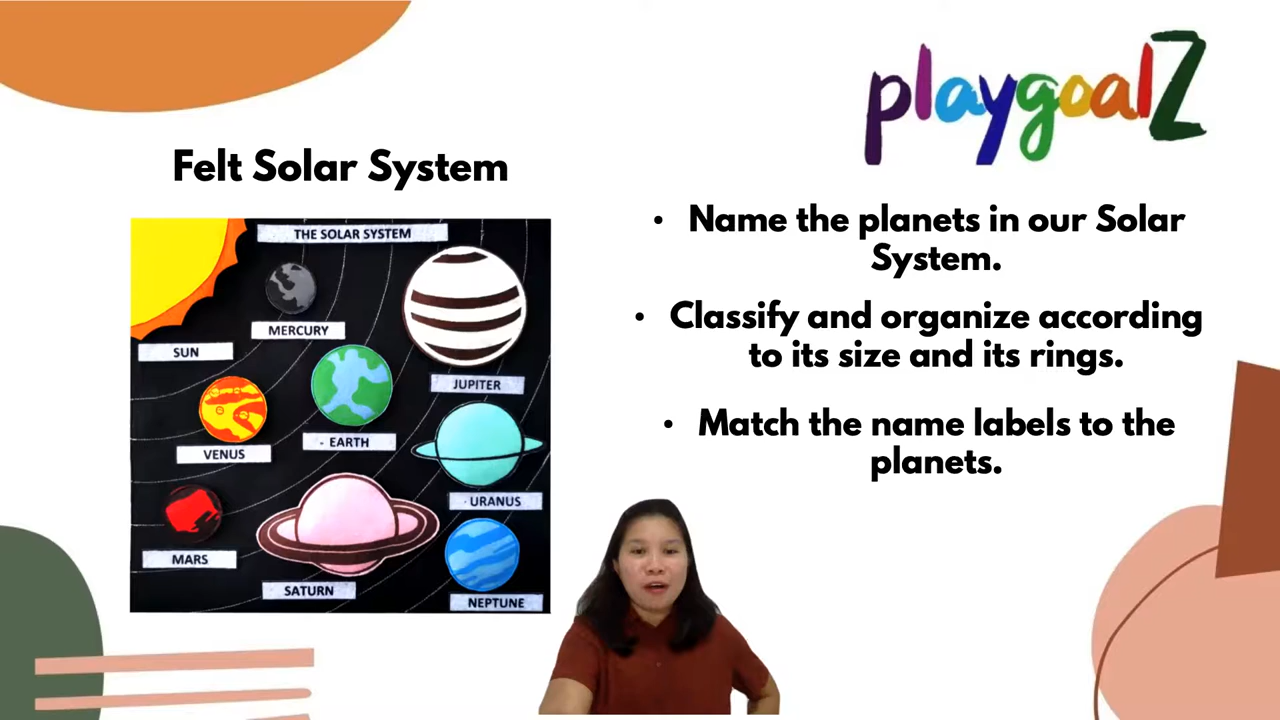 playgoalZ
Felt Solar System
THE SOLAR SYSTEM
MERCURY
SUN
JUPITER
EARTH
VENUS
URANUS
MARS
SATURN
NEPTUNE
• Name the planets in our Solar
System.
• Classify and organize according
to its size and its rings.
• Match the name labels to the
planets.